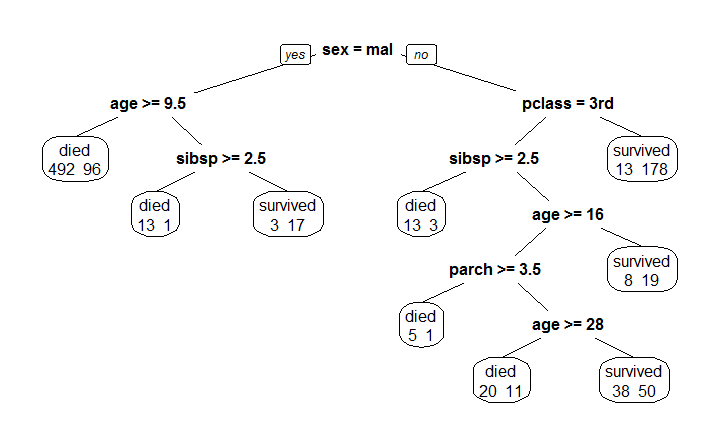 yes sex = mal no
age >= 9.5
pclass = 3rd
died
492 96
sibsp >= 2.5
sibsp >= 2.5
survived
13 178
died
13 1
survived
3 17
died
13 3
age >= 16
parch >= 3.5
survived
8 19
died
5 1
age >= 28
died
20 11
survived
38 50